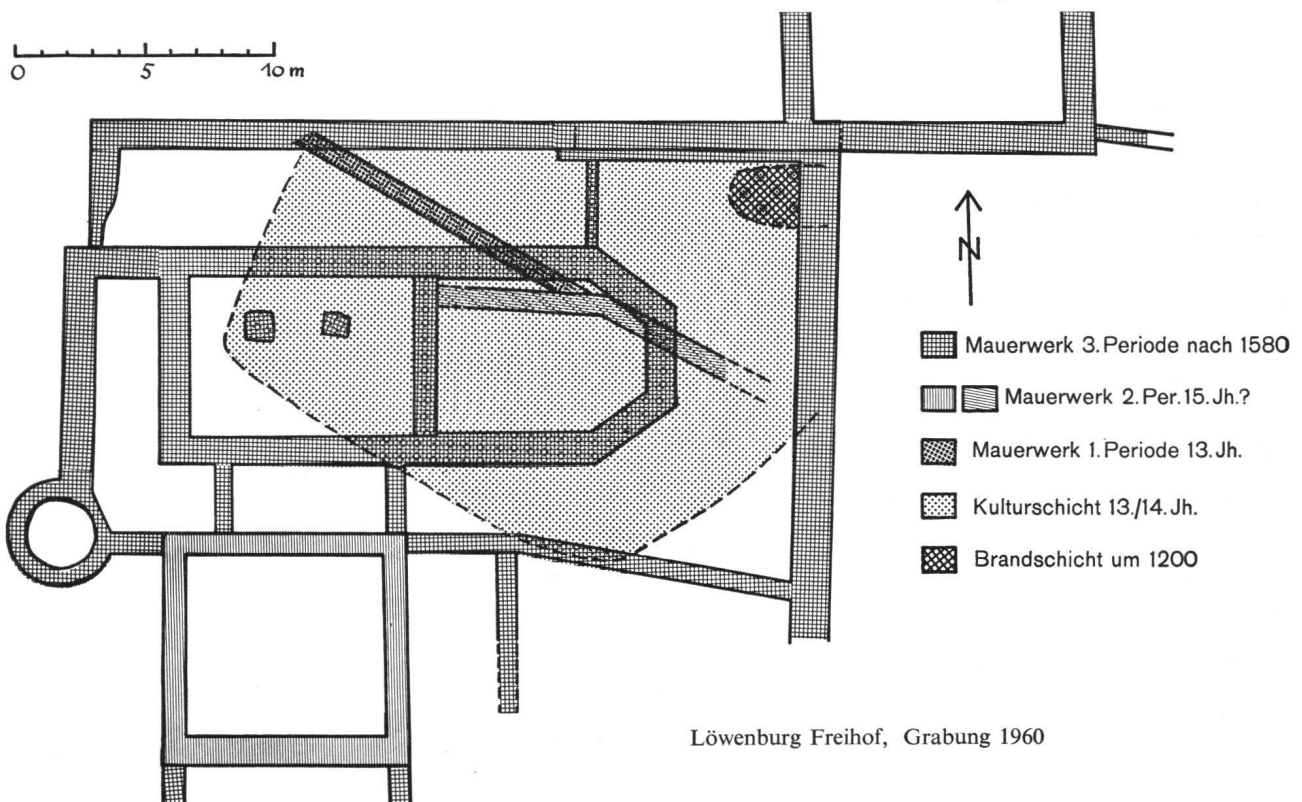 0 5 10 m
N
Mauerwerk 3. Periode nach 1580
Mauerwerk 2. Per. 15. Jh.?
Mauerwerk 1. Periode 13. Jh.
Kulturschicht 13./14. Jh.
Brandschicht um 1200
Löwenburg Freihof, Grabung 1960